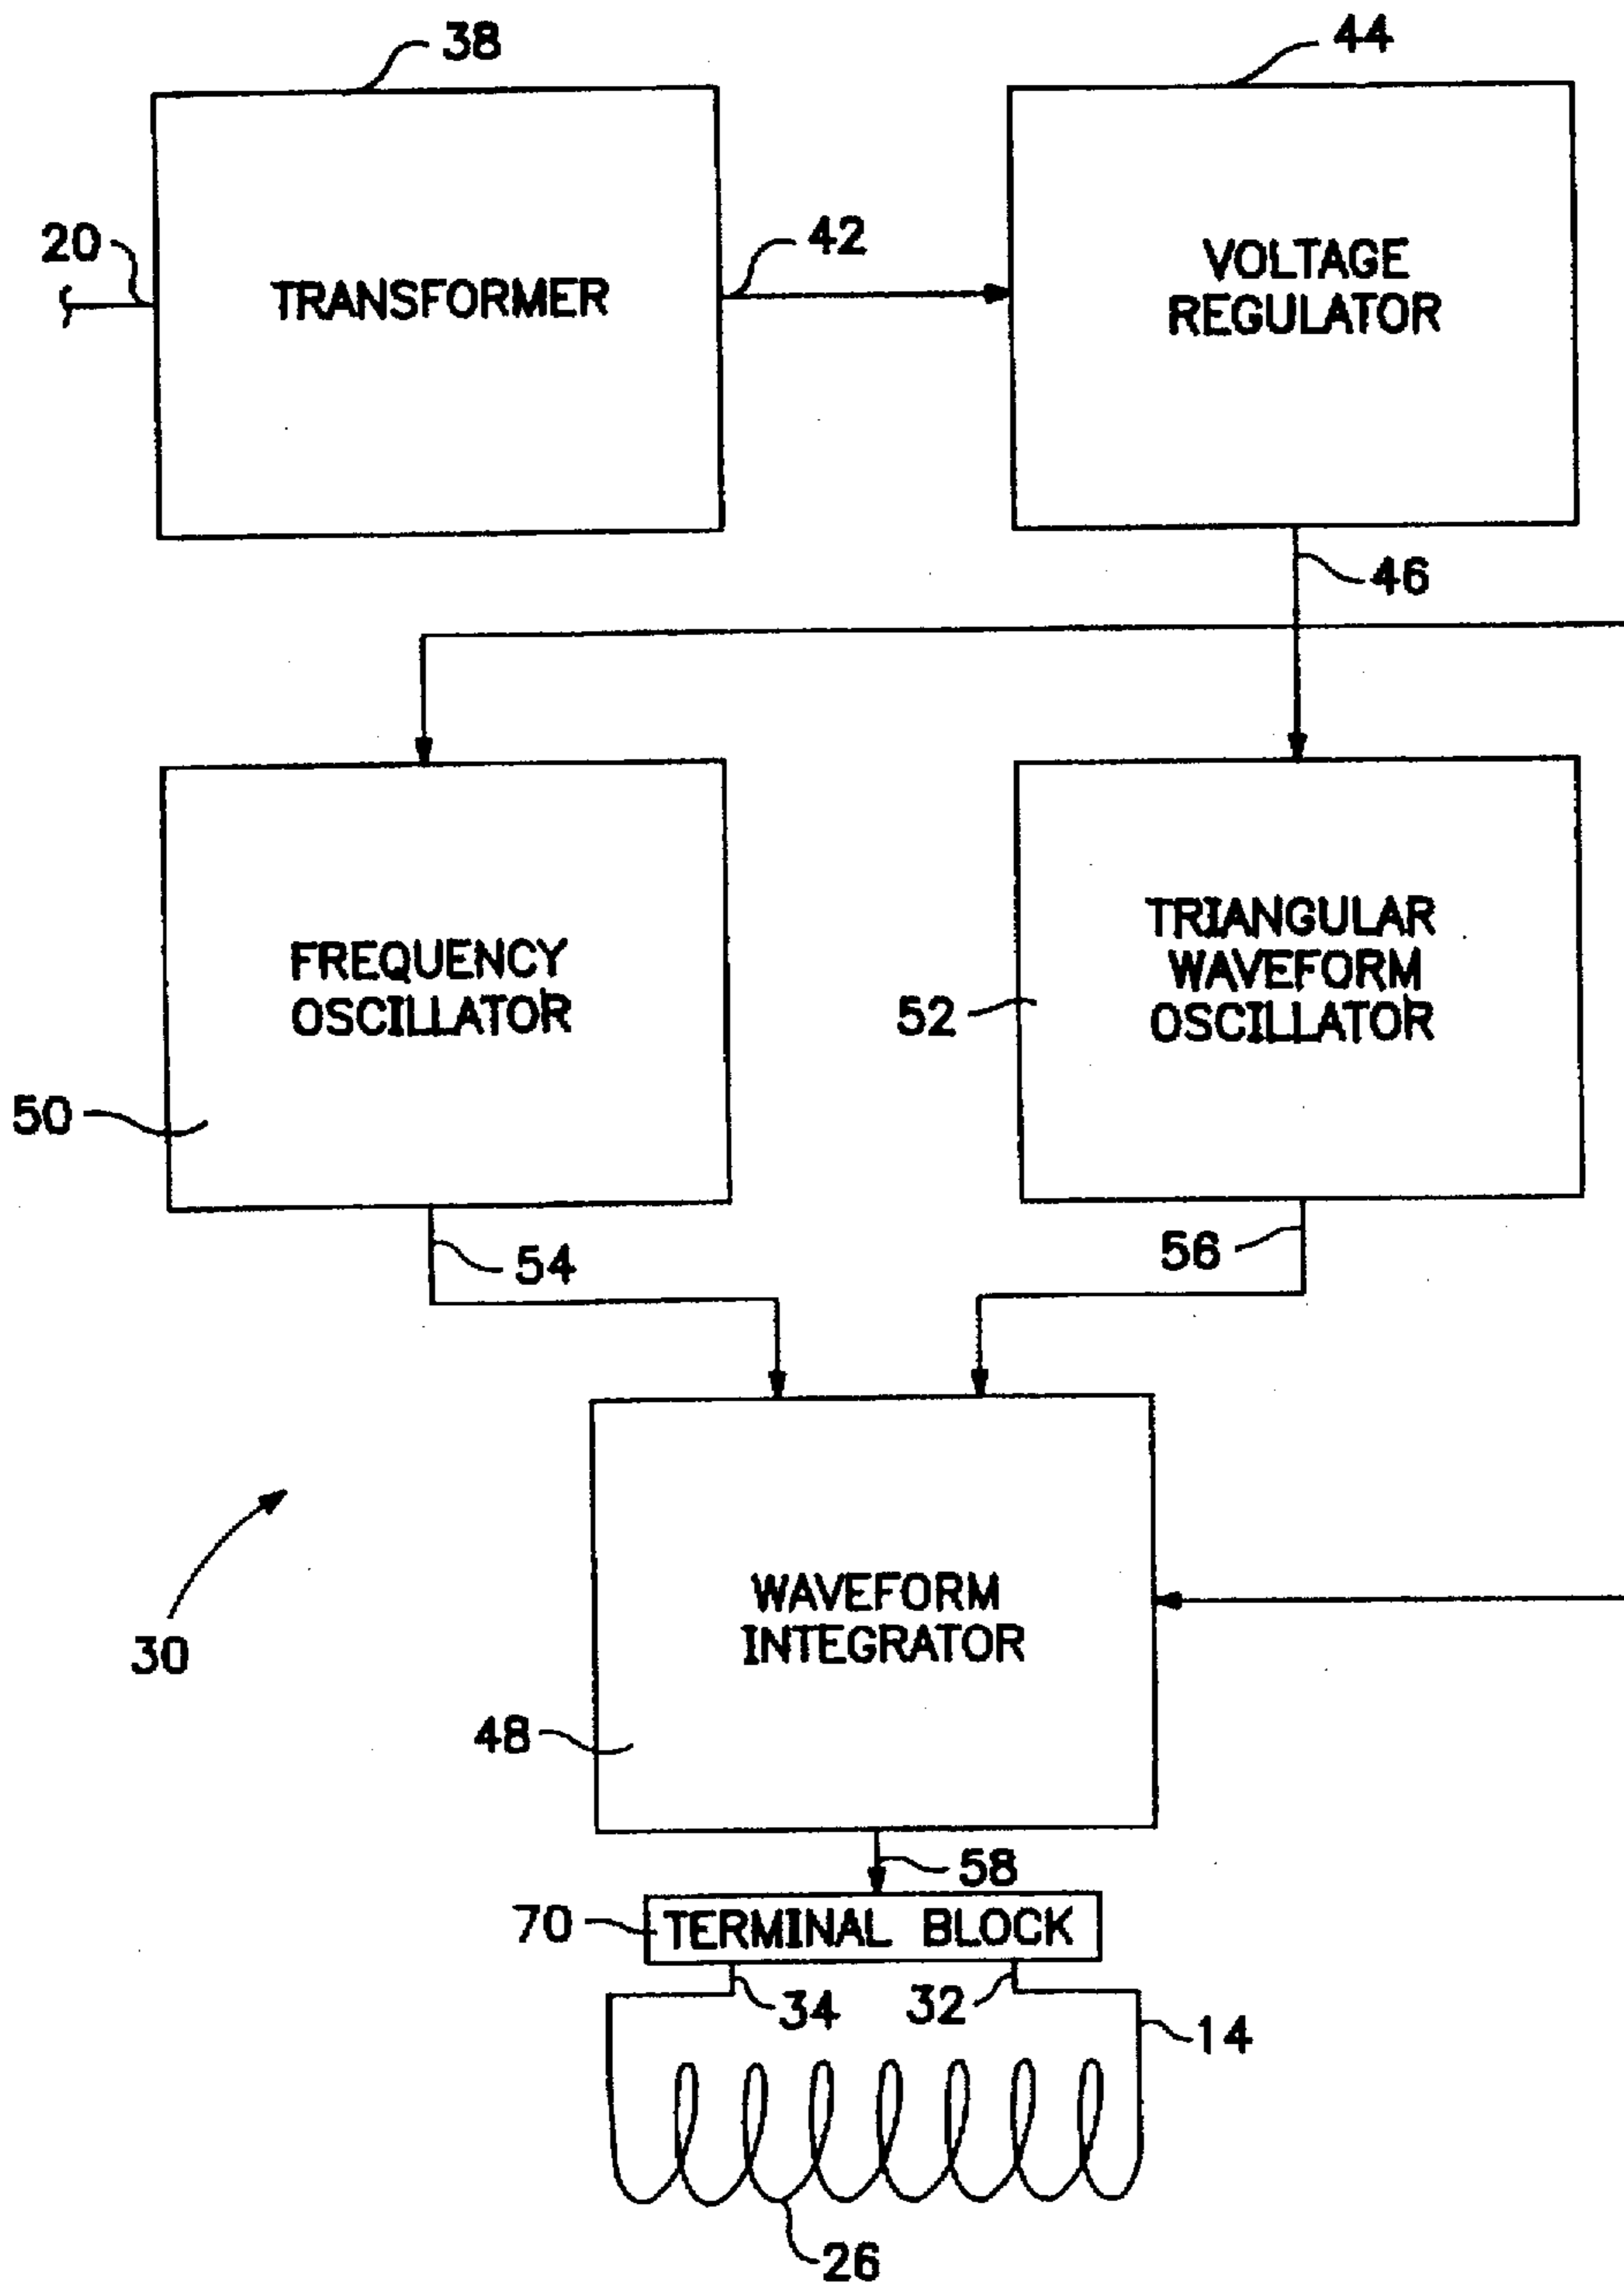 38
44
20
42
TRANSFORMER
VOLTAGE
REGULATOR
46
FREQUENCY
OSCILLATOR
TRIANGULAR
WAVEFORM
OSCILLATOR
52
50
54
56
WAVEFORM
INTEGRATOR
30
48
58
70
TERMINAL BLOCK
34
32
14
26